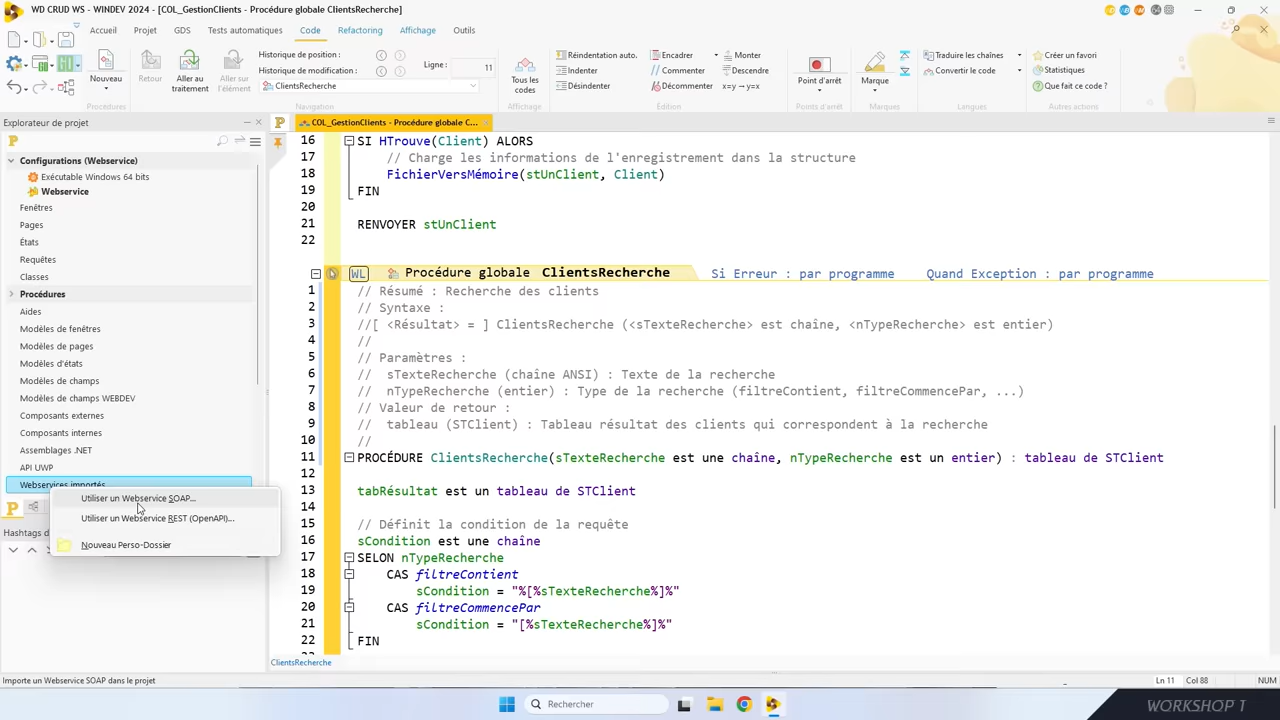 WD CRUD WS - WINDEV 2024 - [COL_GestionClients - Procédure globale ClientsRecherche]
Accueil Projet GDS Tests automatiques Code Refactoring Affichage Outils
Nouveau
Procédures
Retour
Aller au traitement
Aller sur l'élément
Historique de position :
Historique de modification :
ClientsRecherche
Ligne : 11
Navigation
Tous les codes
Affichage
Réindentation auto.
Indenter
Désindenter
Encadrer
Commenter
Décommenter
Monter
Descendre
x=y → y=x
Édition
Point d'arrêt
Points d'arrêt
Marque
Marques
Traduire les chaînes
Convertir le code
Langues
Créer un favori
Statistiques
Que fait ce code ?
Autres actions
Explorateur de projet
COL_GestionClients - Procédure globale C...
Configurations (Webservice)
Exécutable Windows 64 bits
Webservice
Fenêtres
Pages
États
Requêtes
Classes
Procédures
Aides
Modèles de fenêtres
Modèles de pages
Modèles d'états
Modèles de champs
Modèles de champs WEBDEV
Composants externes
Composants internes
Assemblages .NET
API UWP
Webservices importés
Utiliser un Webservice SOAP...
Utiliser un Webservice REST (OpenAPI)...
Nouveau Perso-Dossier
Hashtags d
16 SI HTrouve(Client) ALORS
17 // Charge les informations de l'enregistrement dans la structure
18 FichierVersMémoire(stUnClient, Client)
19 FIN
20
21 RENVOYER stUnClient
22
WL Procédure globale ClientsRecherche Si Erreur : par programme Quand Exception : par programme
1 // Résumé : Recherche des clients
2 // Syntaxe :
3 //[ <Résultat> = ] ClientsRecherche (<sTexteRecherche> est chaîne, <nTypeRecherche> est entier)
4 //
5 // Paramètres :
6 // sTexteRecherche (chaîne ANSI) : Texte de la recherche
7 // nTypeRecherche (entier) : Type de la recherche (filtreContient, filtreCommencePar, ...)
8 // Valeur de retour :
9 // tableau (STClient) : Tableau résultat des clients qui correspondent à la recherche
10 //
11 PROCÉDURE ClientsRecherche(sTexteRecherche est une chaîne, nTypeRecherche est un entier) : tableau de STClient
12
13 tabRésultat est un tableau de STClient
14
15 // Définit la condition de la requête
16 sCondition est une chaîne
17 SELON nTypeRecherche
18 CAS filtreContient
19 sCondition = "%[%sTexteRecherche%]%"
20 CAS filtreCommencePar
21 sCondition = "[%sTexteRecherche%]%"
22 FIN
ClientsRecherche
Importe un Webservice SOAP dans le projet
Ln 11 Col 88 NUM
Rechercher
WORKSHOP 1